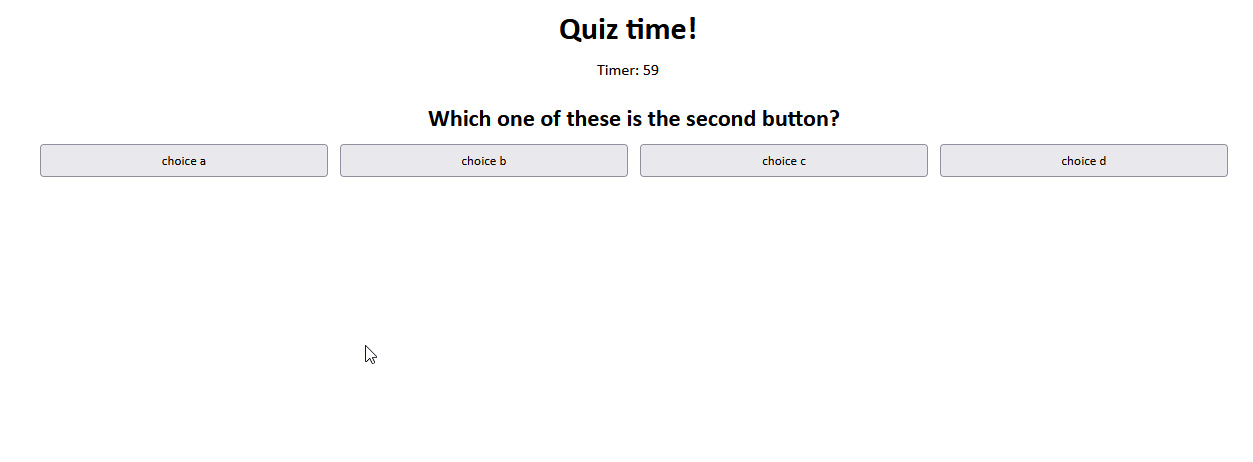 Quiz time!
Timer: 59
Which one of these is the second button?
choice a choice b choice c choice d